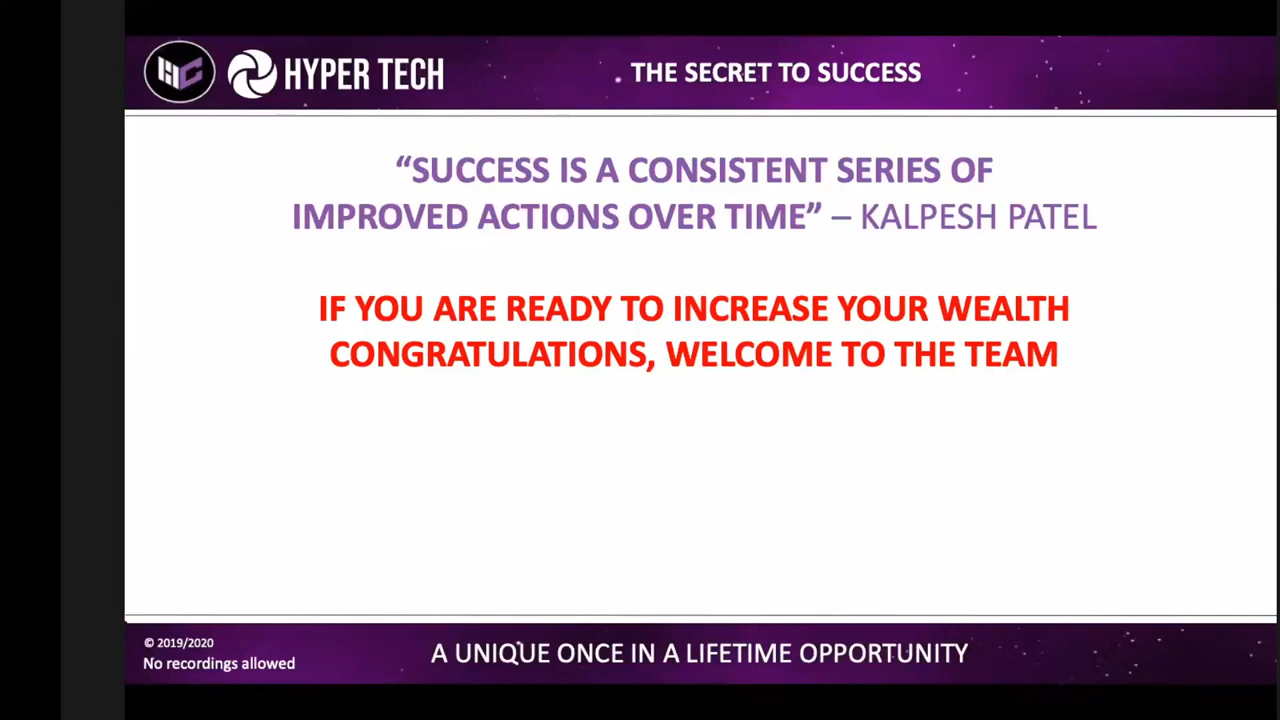 HC HYPER TECH
THE SECRET TO SUCCESS
“SUCCESS IS A CONSISTENT SERIES OF
IMPROVED ACTIONS OVER TIME” – KALPESH PATEL
IF YOU ARE READY TO INCREASE YOUR WEALTH
CONGRATULATIONS, WELCOME TO THE TEAM
© 2019/2020
No recordings allowed
A UNIQUE ONCE IN A LIFETIME OPPORTUNITY